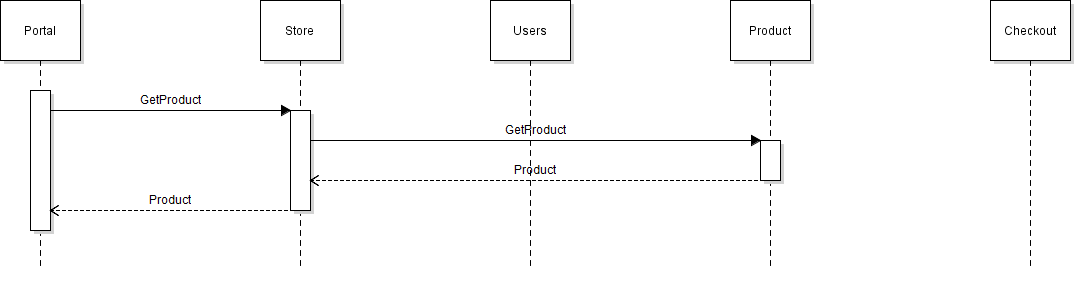 Portal
Store
Users
Product
Checkout
GetProduct
GetProduct
Product
Product